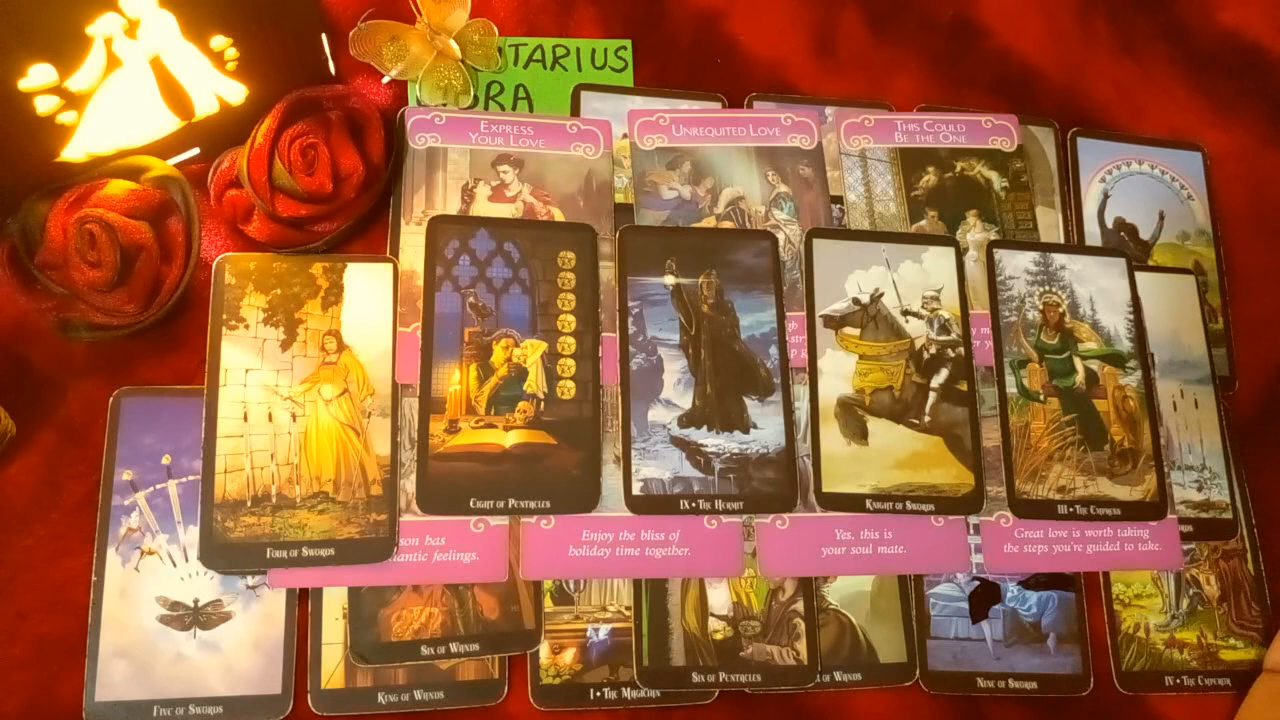 TARIUS
EXPRESS
YOUR LOVE
UNREQUITED LOVE
THIS COULD
BE THE ONE
EIGHT OF PENTACLES
IX • THE HERMIT
KNIGHT OF SWORDS
III • THE EMPRESS
FOUR OF SWORDS
son has
mantic feelings.
Enjoy the bliss of
holiday time together.
Yes, this is
your soul mate.
Great love is worth taking
the steps you're guided to take.
SIX OF WANDS
SIX OF PENTACLES
OF WANDS
NINE OF SWORDS
IV • THE EMPEROR
KING OF WANDS
I • THE MAGICIAN
FIVE OF SWORDS